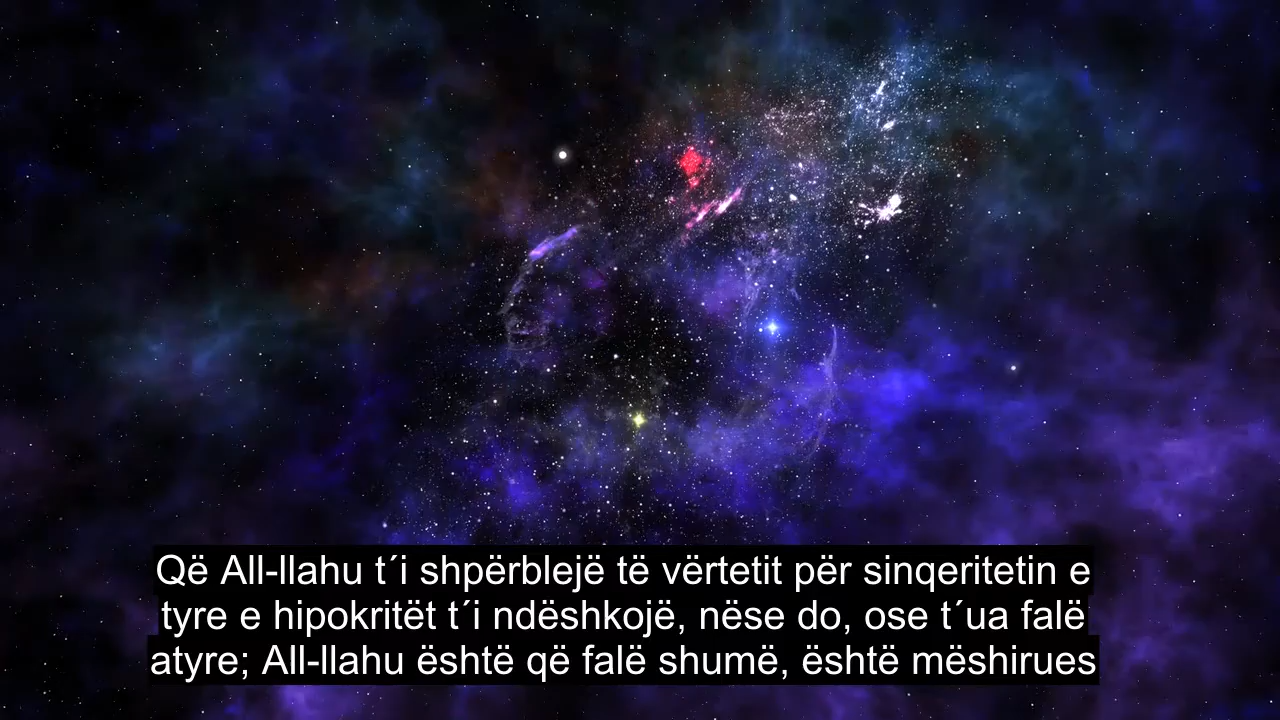 Që All-llahu t´i shpërblejë të vërtetit për sinqeritetin e
tyre e hipokritët t´i ndëshkojë, nëse do, ose t´ua falë
atyre; All-llahu është që falë shumë, është mëshirues